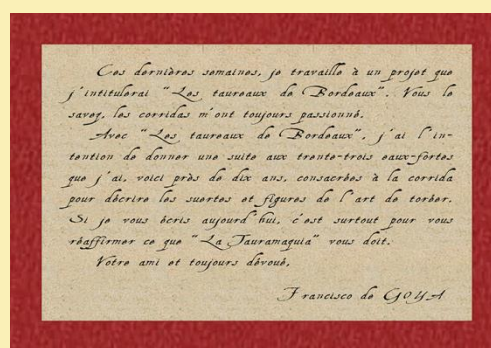 Ces dernières semaines, je travaille à un projet que
j'intitulerai "Les taureaux de Bordeaux". Vous le
savez, les corridas m'ont toujours passionné.
Avec "Les taureaux de Bordeaux", j'ai l'in-
tention de donner une suite aux trente-trois eaux-fortes
que j'ai, voici près de dix ans, consacrées à la corrida
pour décrire les suertes et figures de l'art de toréer.
Si je vous écris aujourd'hui, c'est surtout pour vous
réaffirmer ce que "La Tauramaquia" vous doit.
Votre ami et toujours dévoué,
Francisco de GOYA